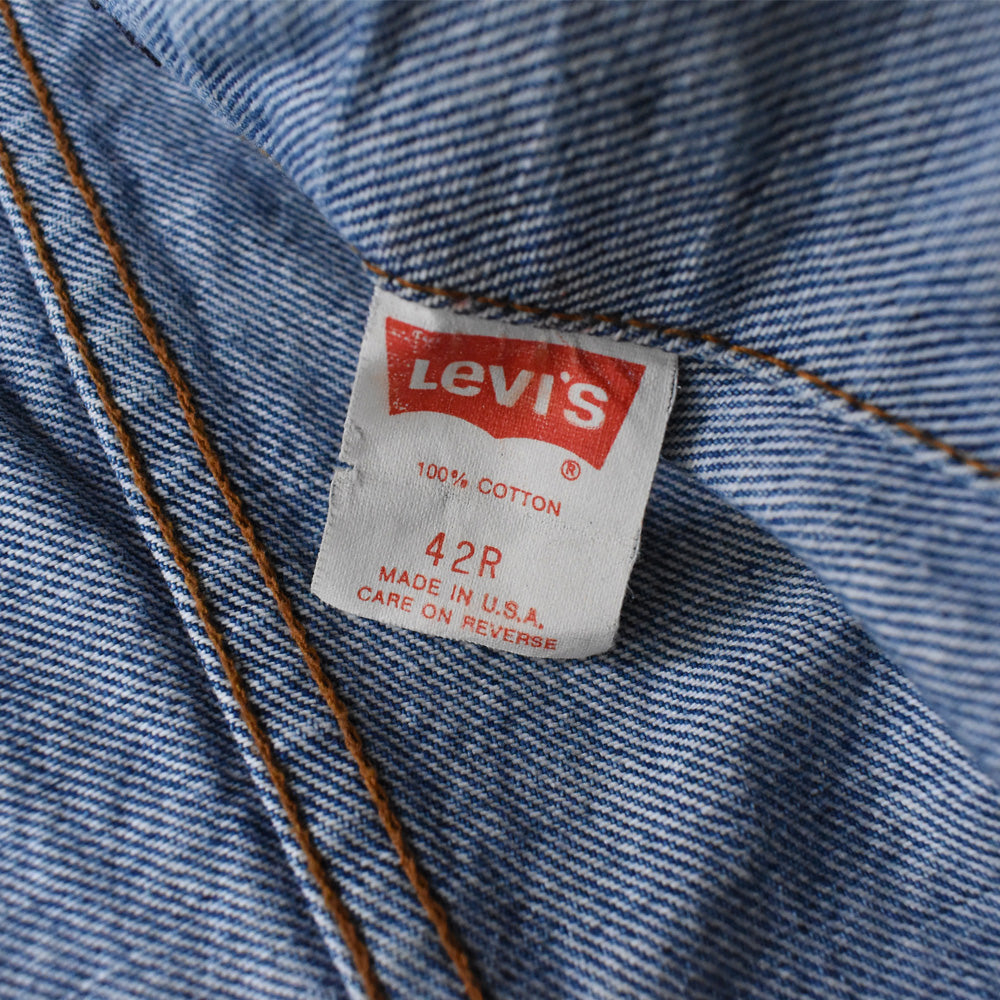 LEVI'S
®
100% COTTON
42R
MADE IN U.S.A.
CARE ON REVERSE